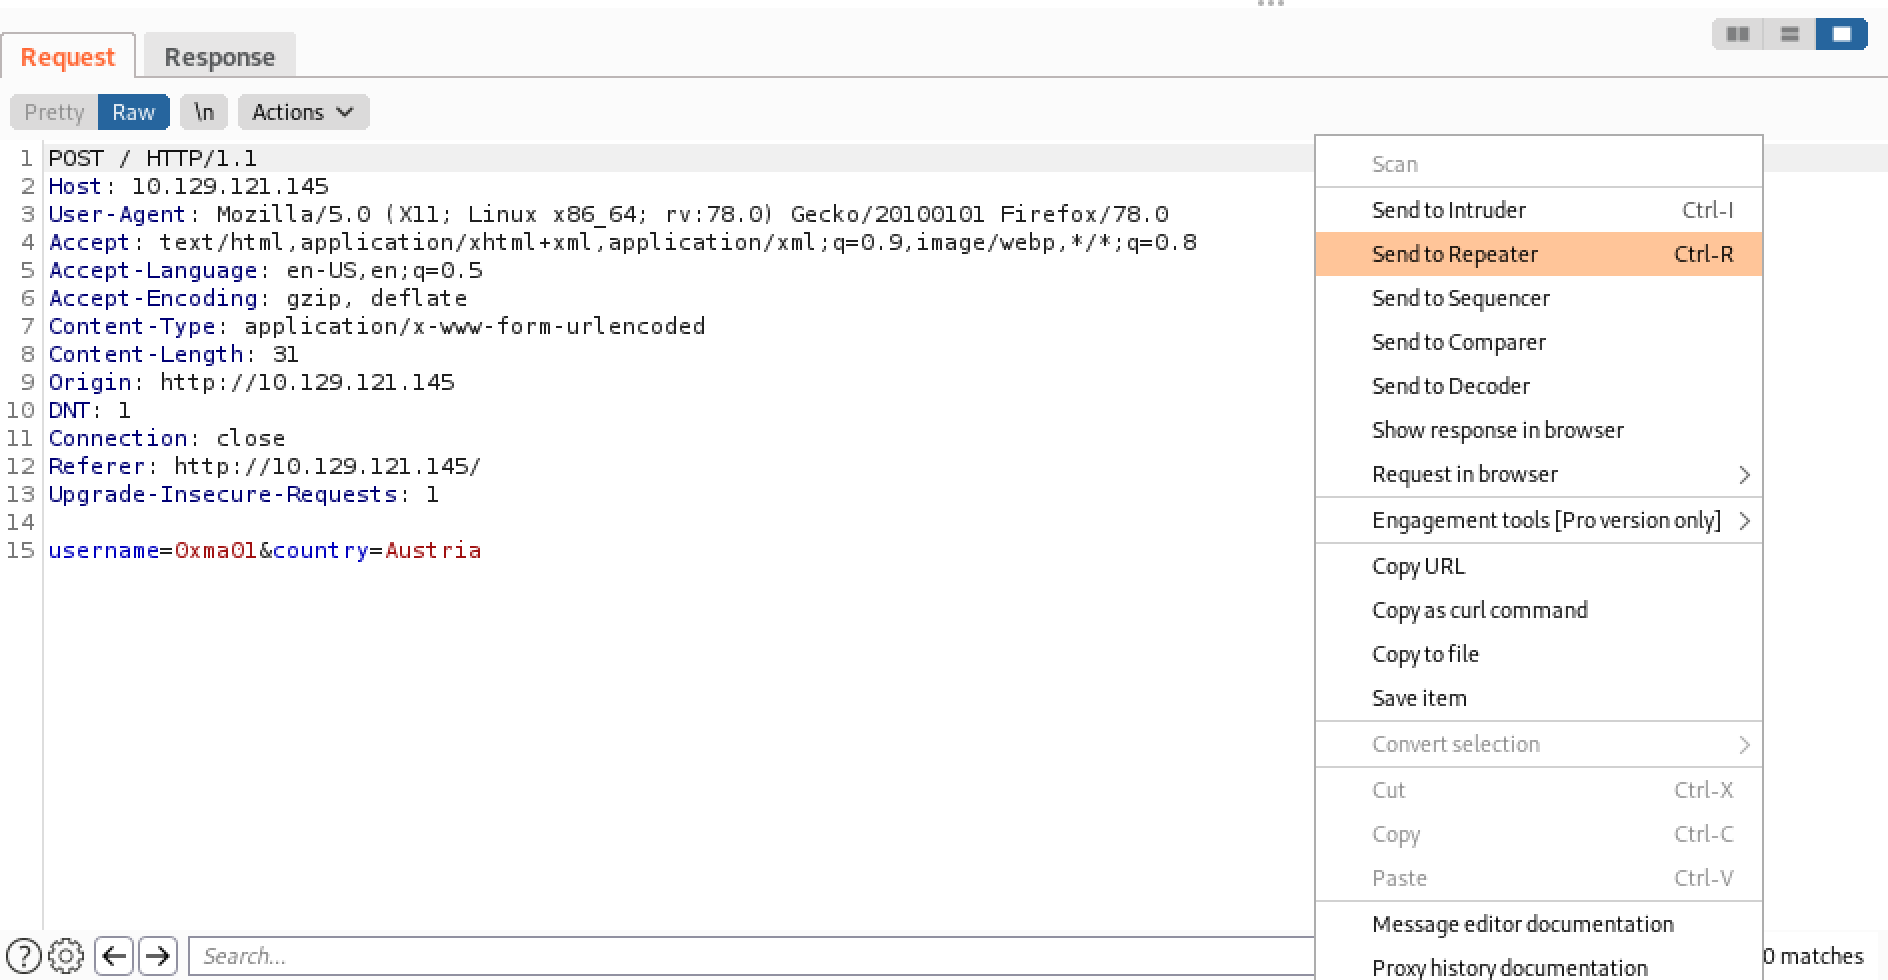 Request Response
Pretty Raw \n Actions
1 POST / HTTP/1.1
2 Host: 10.129.121.145
3 User-Agent: Mozilla/5.0 (X11; Linux x86_64; rv:78.0) Gecko/20100101 Firefox/78.0
4 Accept: text/html,application/xhtml+xml,application/xml;q=0.9,image/webp,*/*;q=0.8
5 Accept-Language: en-US,en;q=0.5
6 Accept-Encoding: gzip, deflate
7 Content-Type: application/x-www-form-urlencoded
8 Content-Length: 31
9 Origin: http://10.129.121.145
10 DNT: 1
11 Connection: close
12 Referer: http://10.129.121.145/
13 Upgrade-Insecure-Requests: 1
14
15 username=0xma01&country=Austria
Scan
Send to Intruder Ctrl-I
Send to Repeater Ctrl-R
Send to Sequencer
Send to Comparer
Send to Decoder
Show response in browser
Request in browser
Engagement tools [Pro version only]
Copy URL
Copy as curl command
Copy to file
Save item
Convert selection
Cut Ctrl-X
Copy Ctrl-C
Paste Ctrl-V
Message editor documentation
Proxy history documentation
? Search... 0 matches